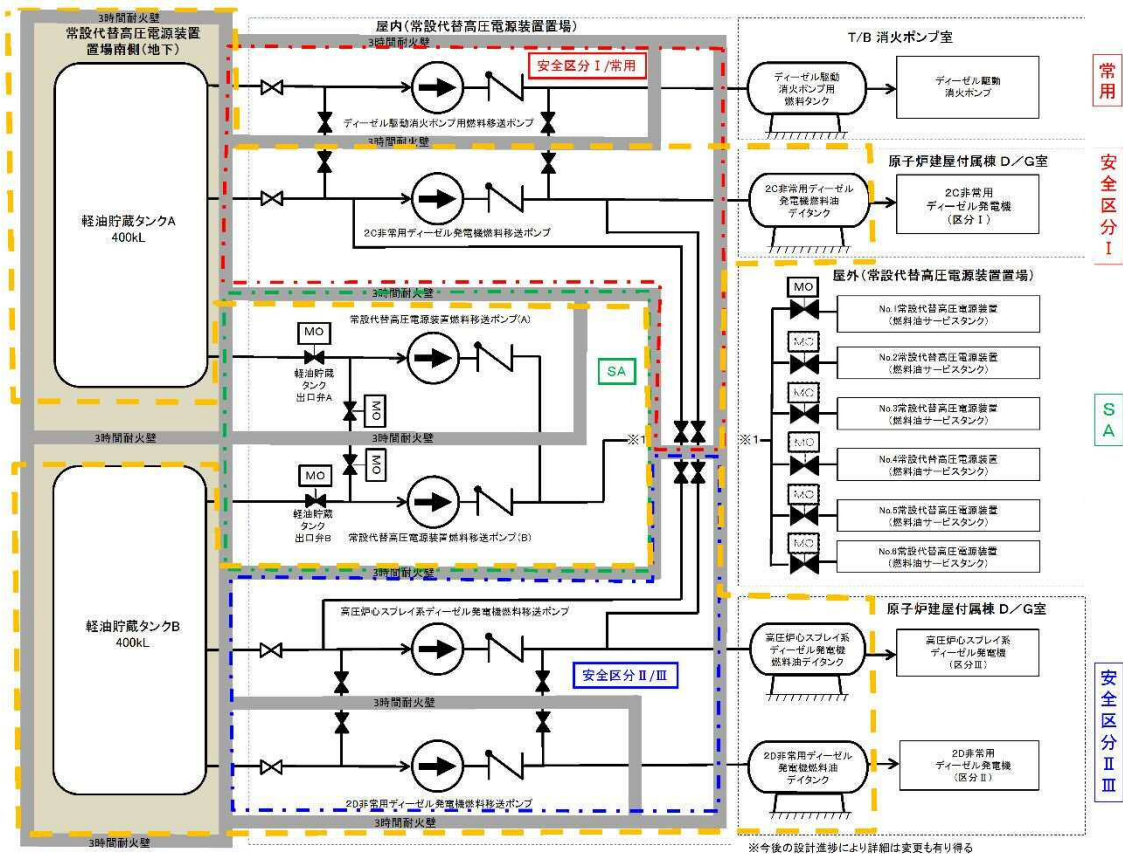 3時間耐火壁
常設代替高圧電源装置
置場南側(地下)
軽油貯蔵タンクA
400kL
3時間耐火壁
軽油貯蔵タンクB
400kL
3時間耐火壁
屋内(常設代替高圧電源装置置場)
3時間耐火壁
安全区分Ⅰ/常用
ディーゼル駆動消火ポンプ用燃料移送ポンプ
3時間耐火壁
2C非常用ディーゼル発電機燃料移送ポンプ
3時間耐火壁
常設代替高圧電源装置燃料移送ポンプ(A)
MO
軽油貯蔵
タンク
出口弁A
MO
SA
3時間耐火壁
※1
MO
MO
軽油貯蔵
タンク
出口弁B
常設代替高圧電源装置燃料移送ポンプ(B)
3時間耐火壁
高圧炉心スプレイ系ディーゼル発電機燃料移送ポンプ
安全区分Ⅱ/Ⅲ
3時間耐火壁
2D非常用ディーゼル発電機燃料移送ポンプ
3時間耐火壁
T/B 消火ポンプ室
ディーゼル駆動
消火ポンプ用
燃料タンク
ディーゼル駆動
消火ポンプ
常用
原子炉建屋付属棟 D/G室
2C非常用ディーゼル
発電機燃料油
デイタンク
2C非常用
ディーゼル発電機
(区分Ⅰ)
安全区分Ⅰ
屋外(常設代替高圧電源装置置場)
※1
MO
No.1常設代替高圧電源装置
(燃料油サービスタンク)
MO
No.2常設代替高圧電源装置
(燃料油サービスタンク)
MO
No.3常設代替高圧電源装置
(燃料油サービスタンク)
MO
No.4常設代替高圧電源装置
(燃料油サービスタンク)
MO
No.5常設代替高圧電源装置
(燃料油サービスタンク)
MO
No.6常設代替高圧電源装置
(燃料油サービスタンク)
SA
原子炉建屋付属棟 D/G室
高圧炉心スプレイ系
ディーゼル発電機
燃料油デイタンク
高圧炉心スプレイ系
ディーゼル発電機
(区分Ⅲ)
2D非常用ディーゼル
発電機燃料油
デイタンク
2D非常用
ディーゼル発電機
(区分Ⅱ)
安全区分ⅡⅢ
※今後の設計進捗により詳細は変更も有り得る